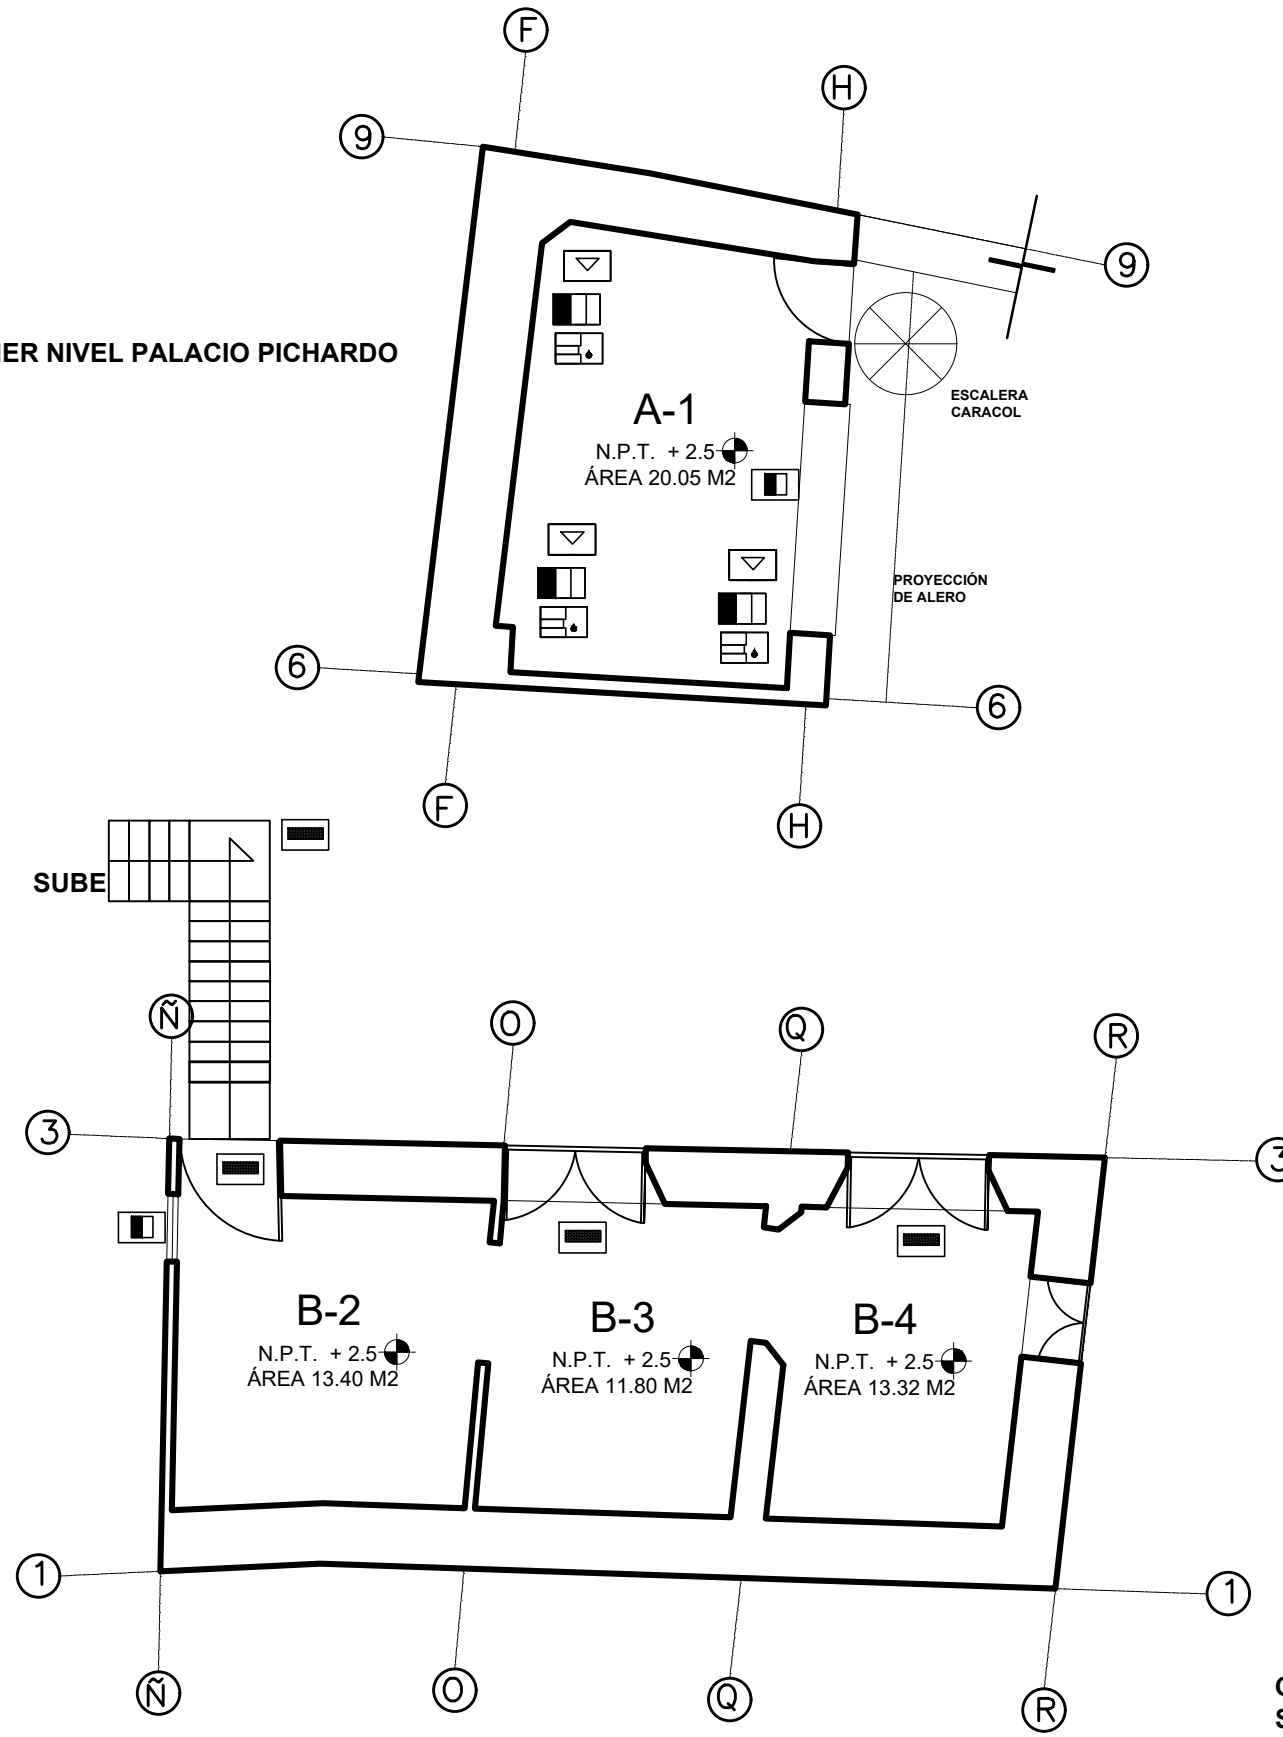 F
H
9
9
IER NIVEL PALACIO PICHARDO
ESCALERA
CARACOL
A-1
N.P.T. + 2.5
ÁREA 20.05 M2
PROYECCIÓN
DE ALERO
6
6
F
H
SUBE
Ñ
O
Q
R
3
3
B-2
N.P.T. + 2.5
ÁREA 13.40 M2
B-3
N.P.T. + 2.5
ÁREA 11.80 M2
B-4
N.P.T. + 2.5
ÁREA 13.32 M2
1
1
Ñ
O
Q
R
S